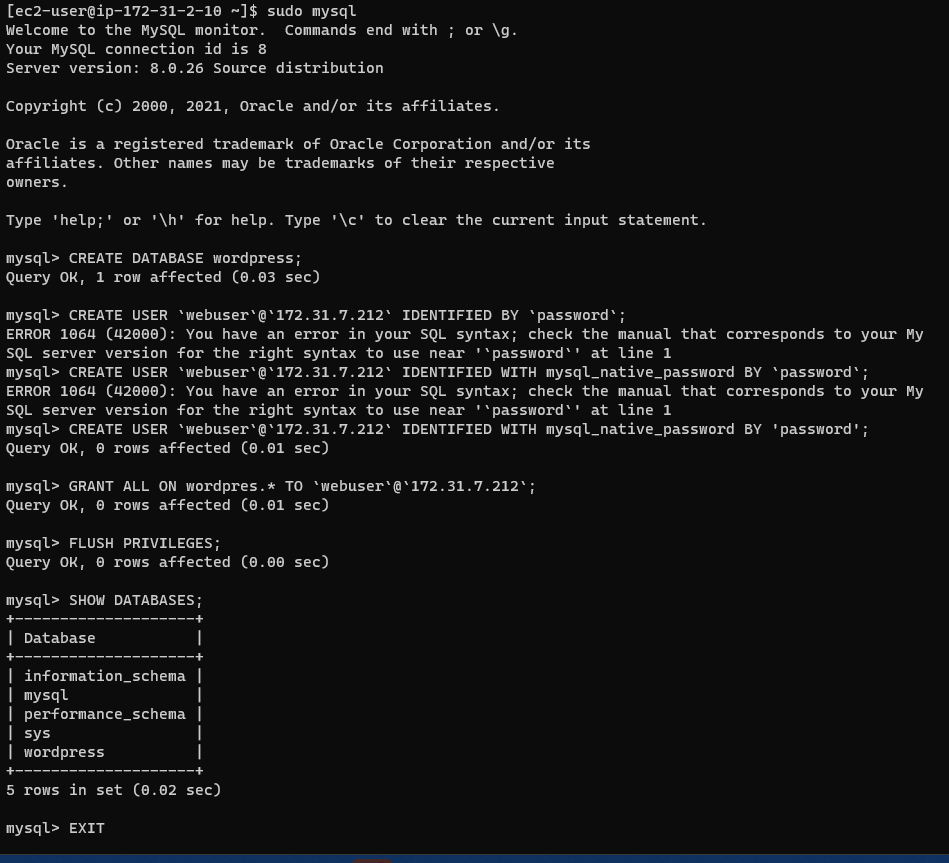 [ec2-user@ip-172-31-2-10 ~]$ sudo mysql
Welcome to the MySQL monitor.  Commands end with ; or \g.
Your MySQL connection id is 8
Server version: 8.0.26 Source distribution

Copyright (c) 2000, 2021, Oracle and/or its affiliates.

Oracle is a registered trademark of Oracle Corporation and/or its
affiliates. Other names may be trademarks of their respective
owners.

Type 'help;' or '\h' for help. Type '\c' to clear the current input statement.

mysql> CREATE DATABASE wordpress;
Query OK, 1 row affected (0.03 sec)

mysql> CREATE USER `webuser`@`172.31.7.212` IDENTIFIED BY `password`;
ERROR 1064 (42000): You have an error in your SQL syntax; check the manual that corresponds to your My
SQL server version for the right syntax to use near '`password`' at line 1
mysql> CREATE USER `webuser`@`172.31.7.212` IDENTIFIED WITH mysql_native_password BY `password`;
ERROR 1064 (42000): You have an error in your SQL syntax; check the manual that corresponds to your My
SQL server version for the right syntax to use near '`password`' at line 1
mysql> CREATE USER `webuser`@`172.31.7.212` IDENTIFIED WITH mysql_native_password BY 'password';
Query OK, 0 rows affected (0.01 sec)

mysql> GRANT ALL ON wordpres.* TO `webuser`@`172.31.7.212`;
Query OK, 0 rows affected (0.01 sec)

mysql> FLUSH PRIVILEGES;
Query OK, 0 rows affected (0.00 sec)

mysql> SHOW DATABASES;
+--------------------+
| Database           |
+--------------------+
| information_schema |
| mysql              |
| performance_schema |
| sys                |
| wordpress          |
+--------------------+
5 rows in set (0.02 sec)

mysql> EXIT